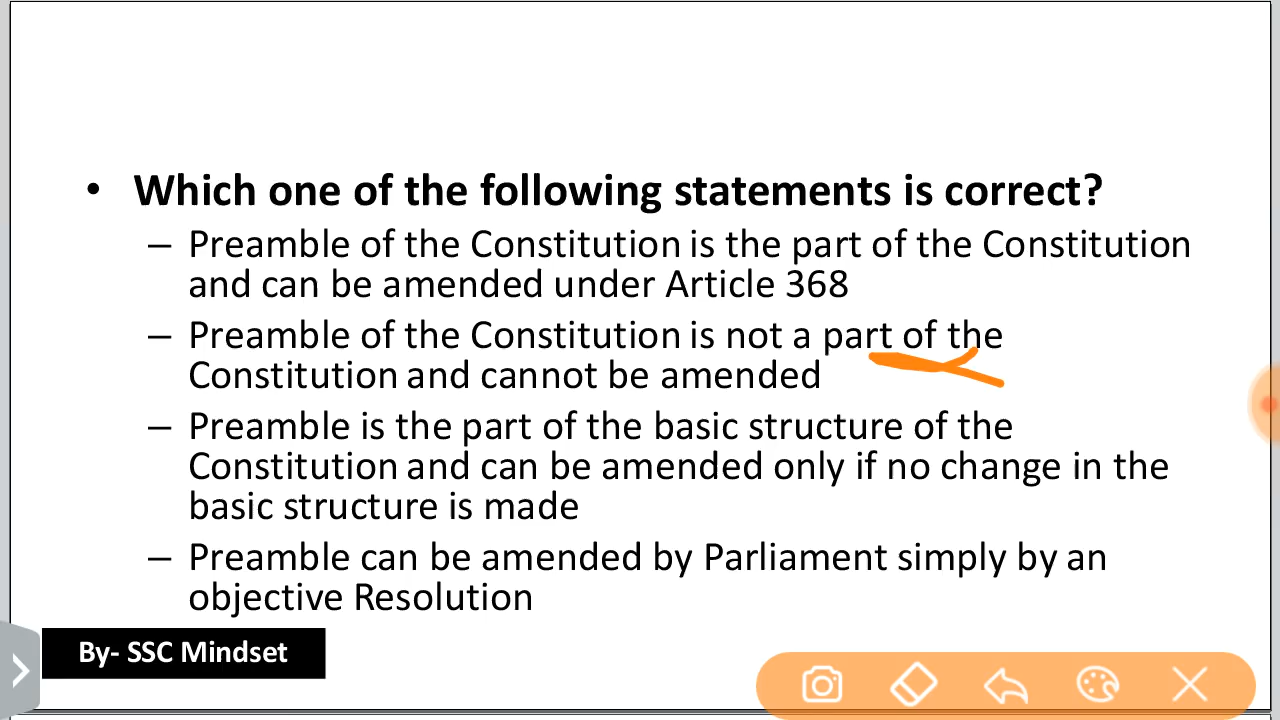 • Which one of the following statements is correct?
– Preamble of the Constitution is the part of the Constitution
and can be amended under Article 368
– Preamble of the Constitution is not a part of the
Constitution and cannot be amended
– Preamble is the part of the basic structure of the
Constitution and can be amended only if no change in the
basic structure is made
– Preamble can be amended by Parliament simply by an
objective Resolution
By- SSC Mindset